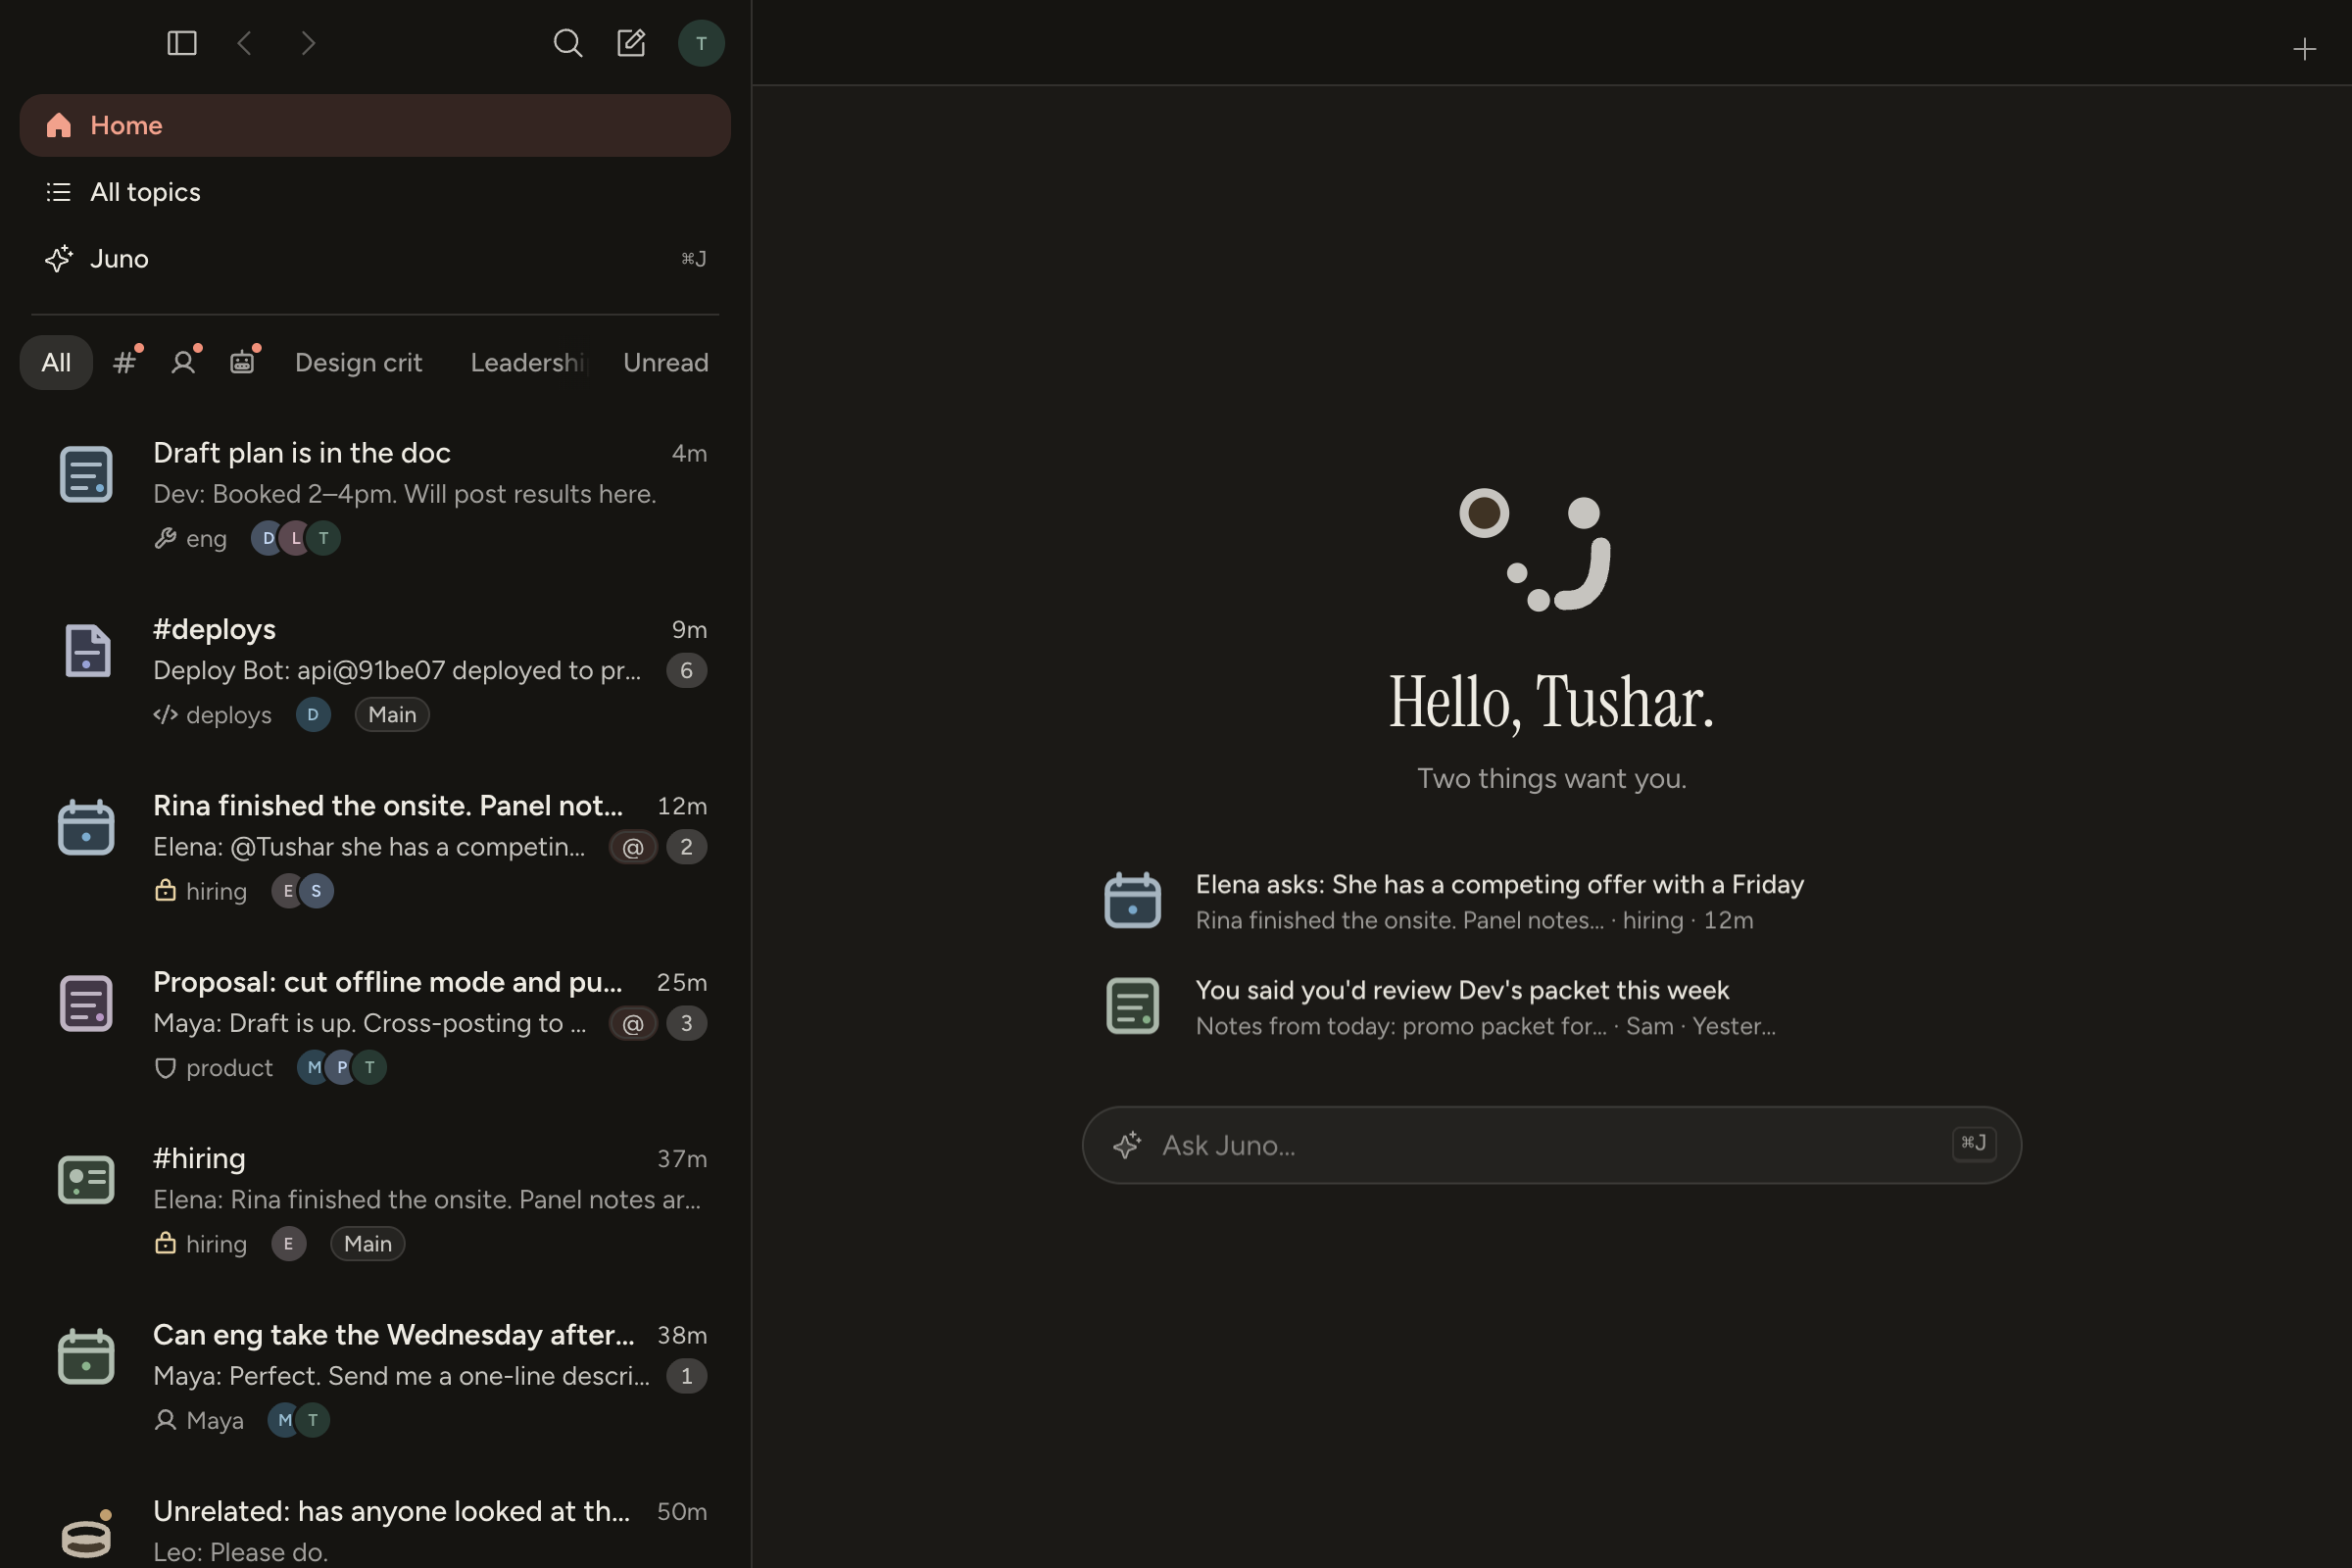 T
Home
All topics
Juno ⌘J
All # Design crit Leadershi Unread
Draft plan is in the doc 4m
Dev: Booked 2–4pm. Will post results here.
eng D L T
#deploys 9m
Deploy Bot: api@91be07 deployed to pr... 6
deploys D Main
Rina finished the onsite. Panel not... 12m
Elena: @Tushar she has a competin... @ 2
hiring E S
Proposal: cut offline mode and pu... 25m
Maya: Draft is up. Cross-posting to ... @ 3
product M P T
#hiring 37m
Elena: Rina finished the onsite. Panel notes ar...
hiring E Main
Can eng take the Wednesday after... 38m
Maya: Perfect. Send me a one-line descri... 1
Maya M T
Unrelated: has anyone looked at th... 50m
Leo: Please do.
Hello, Tushar.
Two things want you.
Elena asks: She has a competing offer with a Friday
Rina finished the onsite. Panel notes... · hiring · 12m
You said you'd review Dev's packet this week
Notes from today: promo packet for... · Sam · Yester...
Ask Juno... ⌘J